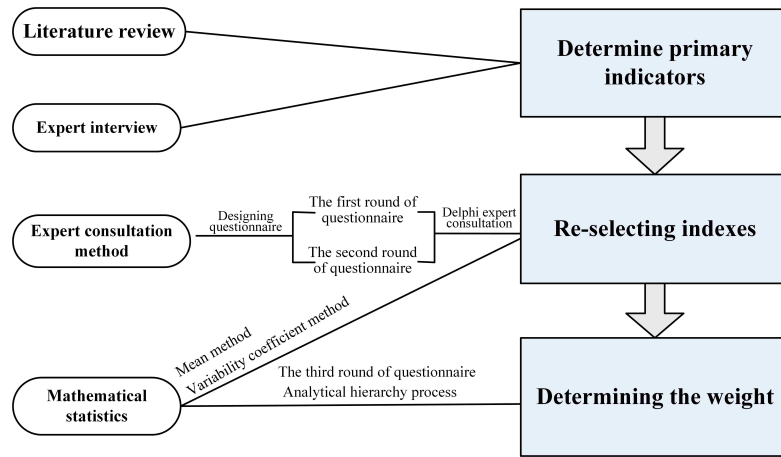 Literature review
Expert interview
Determine primary
indicators
Expert consultation
method
Designing
questionnaire
The first round of
questionnaire
The second round
of questionnaire
Delphi expert
consultation
Re-selecting indexes
Mean method
Variability coefficient method
Mathematical
statistics
The third round of questionnaire
Analytical hierarchy process
Determining the weight